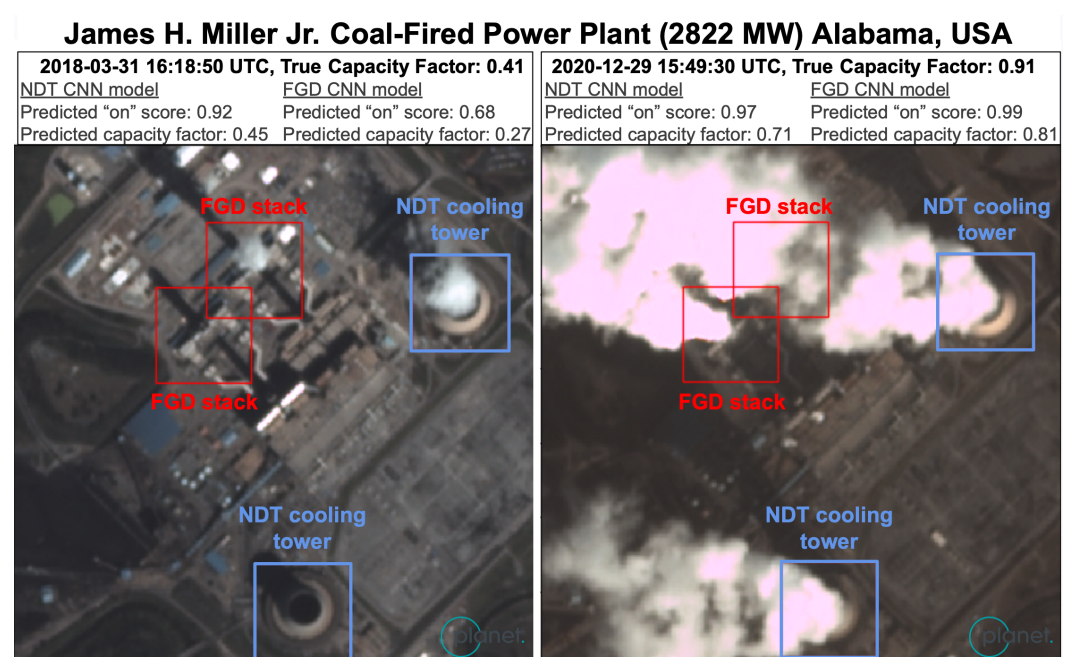 James H. Miller Jr. Coal-Fired Power Plant (2822 MW) Alabama, USA
2018-03-31 16:18:50 UTC, True Capacity Factor: 0.41
NDT CNN model
Predicted “on” score: 0.92
Predicted capacity factor: 0.45
FGD CNN model
Predicted “on” score: 0.68
Predicted capacity factor: 0.27
FGD stack
NDT cooling
tower
FGD stack
NDT cooling
tower
planet.
2020-12-29 15:49:30 UTC, True Capacity Factor: 0.91
NDT CNN model
Predicted “on” score: 0.97
Predicted capacity factor: 0.71
FGD CNN model
Predicted “on” score: 0.99
Predicted capacity factor: 0.81
FGD stack
NDT cooling
tower
FGD stack
NDT cooling
tower
planet.